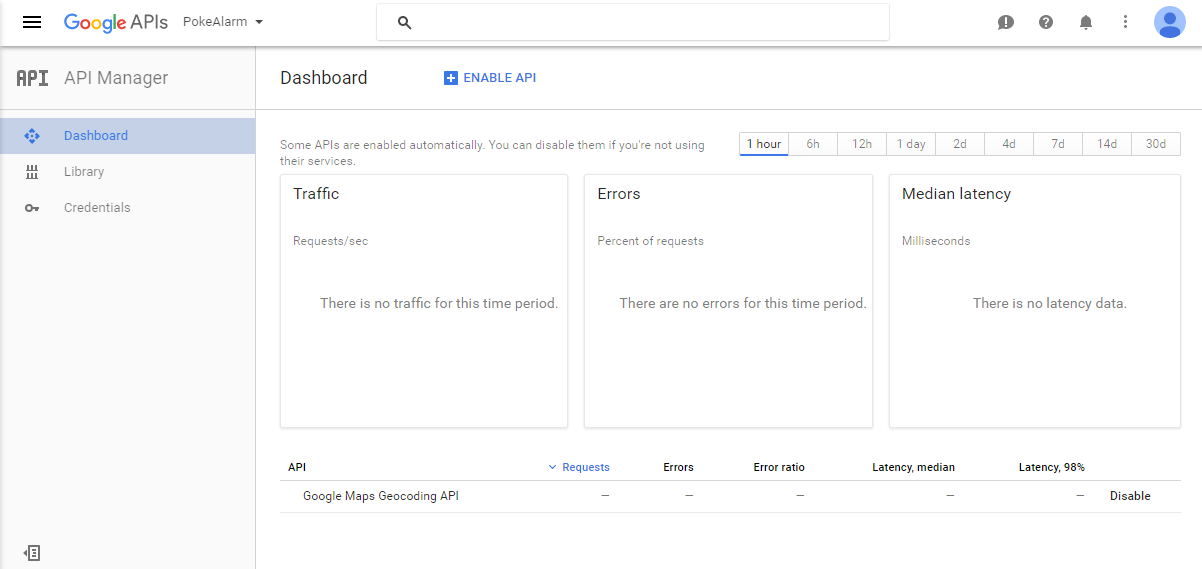 Google APIs PokeAlarm
API API Manager
Dashboard ENABLE API
Dashboard
Library
Credentials
Some APIs are enabled automatically. You can disable them if you're not using
their services.
1 hour 6h 12h 1 day 2d 4d 7d 14d 30d
Traffic
Requests/sec
There is no traffic for this time period.
Errors
Percent of requests
There are no errors for this time period.
Median latency
Milliseconds
There is no latency data.
API Requests Errors Error ratio Latency, median Latency, 98%
Google Maps Geocoding API – – – – – Disable